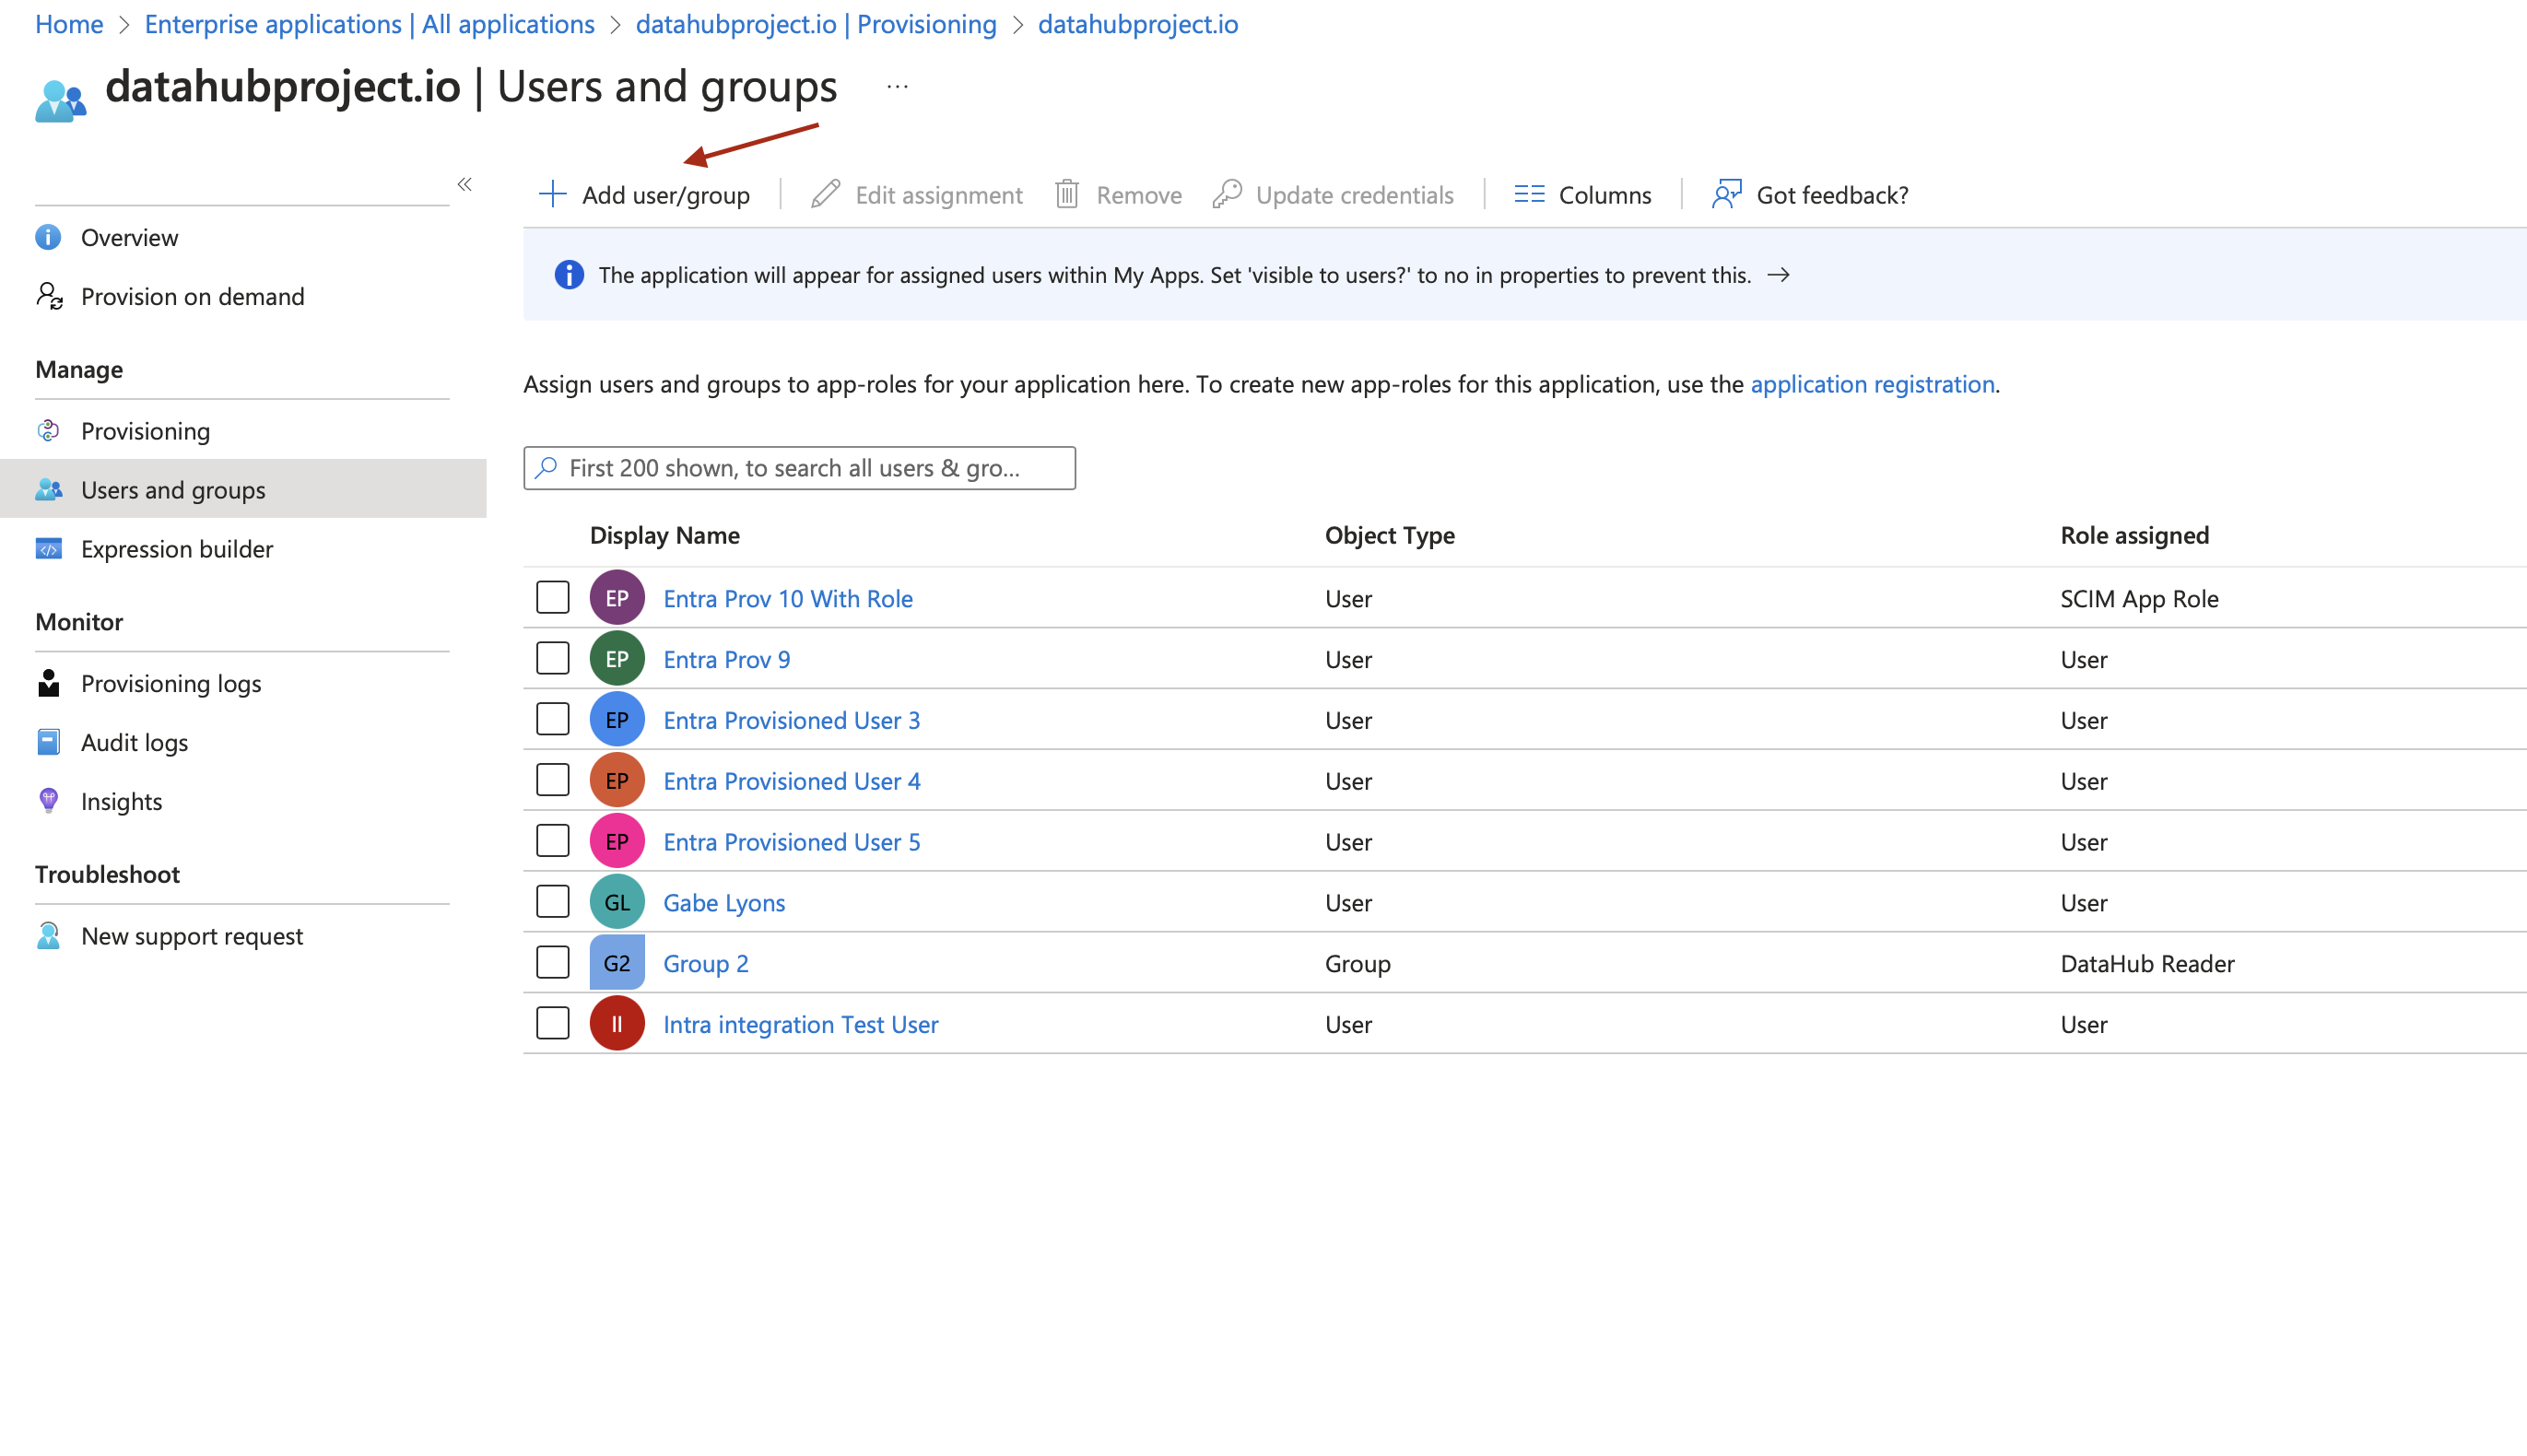 Home > Enterprise applications | All applications > datahubproject.io | Provisioning > datahubproject.io
datahubproject.io | Users and groups ...
«
Overview
Provision on demand
Manage
Provisioning
Users and groups
Expression builder
Monitor
Provisioning logs
Audit logs
Insights
Troubleshoot
New support request
Add user/group | Edit assignment Remove Update credentials | Columns | Got feedback?
The application will appear for assigned users within My Apps. Set 'visible to users?' to no in properties to prevent this. →
Assign users and groups to app-roles for your application here. To create new app-roles for this application, use the application registration.
First 200 shown, to search all users & gro...
Display Name Object Type Role assigned
EP Entra Prov 10 With Role User SCIM App Role
EP Entra Prov 9 User User
EP Entra Provisioned User 3 User User
EP Entra Provisioned User 4 User User
EP Entra Provisioned User 5 User User
GL Gabe Lyons User User
G2 Group 2 Group DataHub Reader
II Intra integration Test User User User